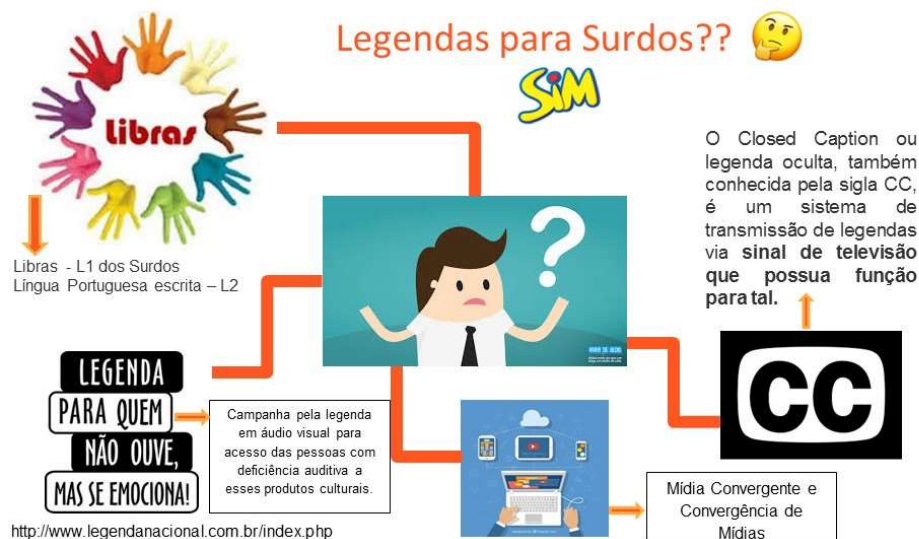 Legendas para Surdos??
SiM
Libras
Libras - L1 dos Surdos
Língua Portuguesa escrita – L2
?
O Closed Caption ou
legenda oculta, também
conhecida pela sigla CC,
é um sistema de
transmissão de legendas
via sinal de televisão
que possua função
para tal.
CC
LEGENDA
PARA QUEM
NÃO OUVE,
MAS SE EMOCIONA!
Campanha pela legenda
em áudio visual para
acesso das pessoas com
deficiência auditiva a
esses produtos culturais.
Mídia Convergente e
Convergência de
Mídias
http://www.legendanacional.com.br/index.php